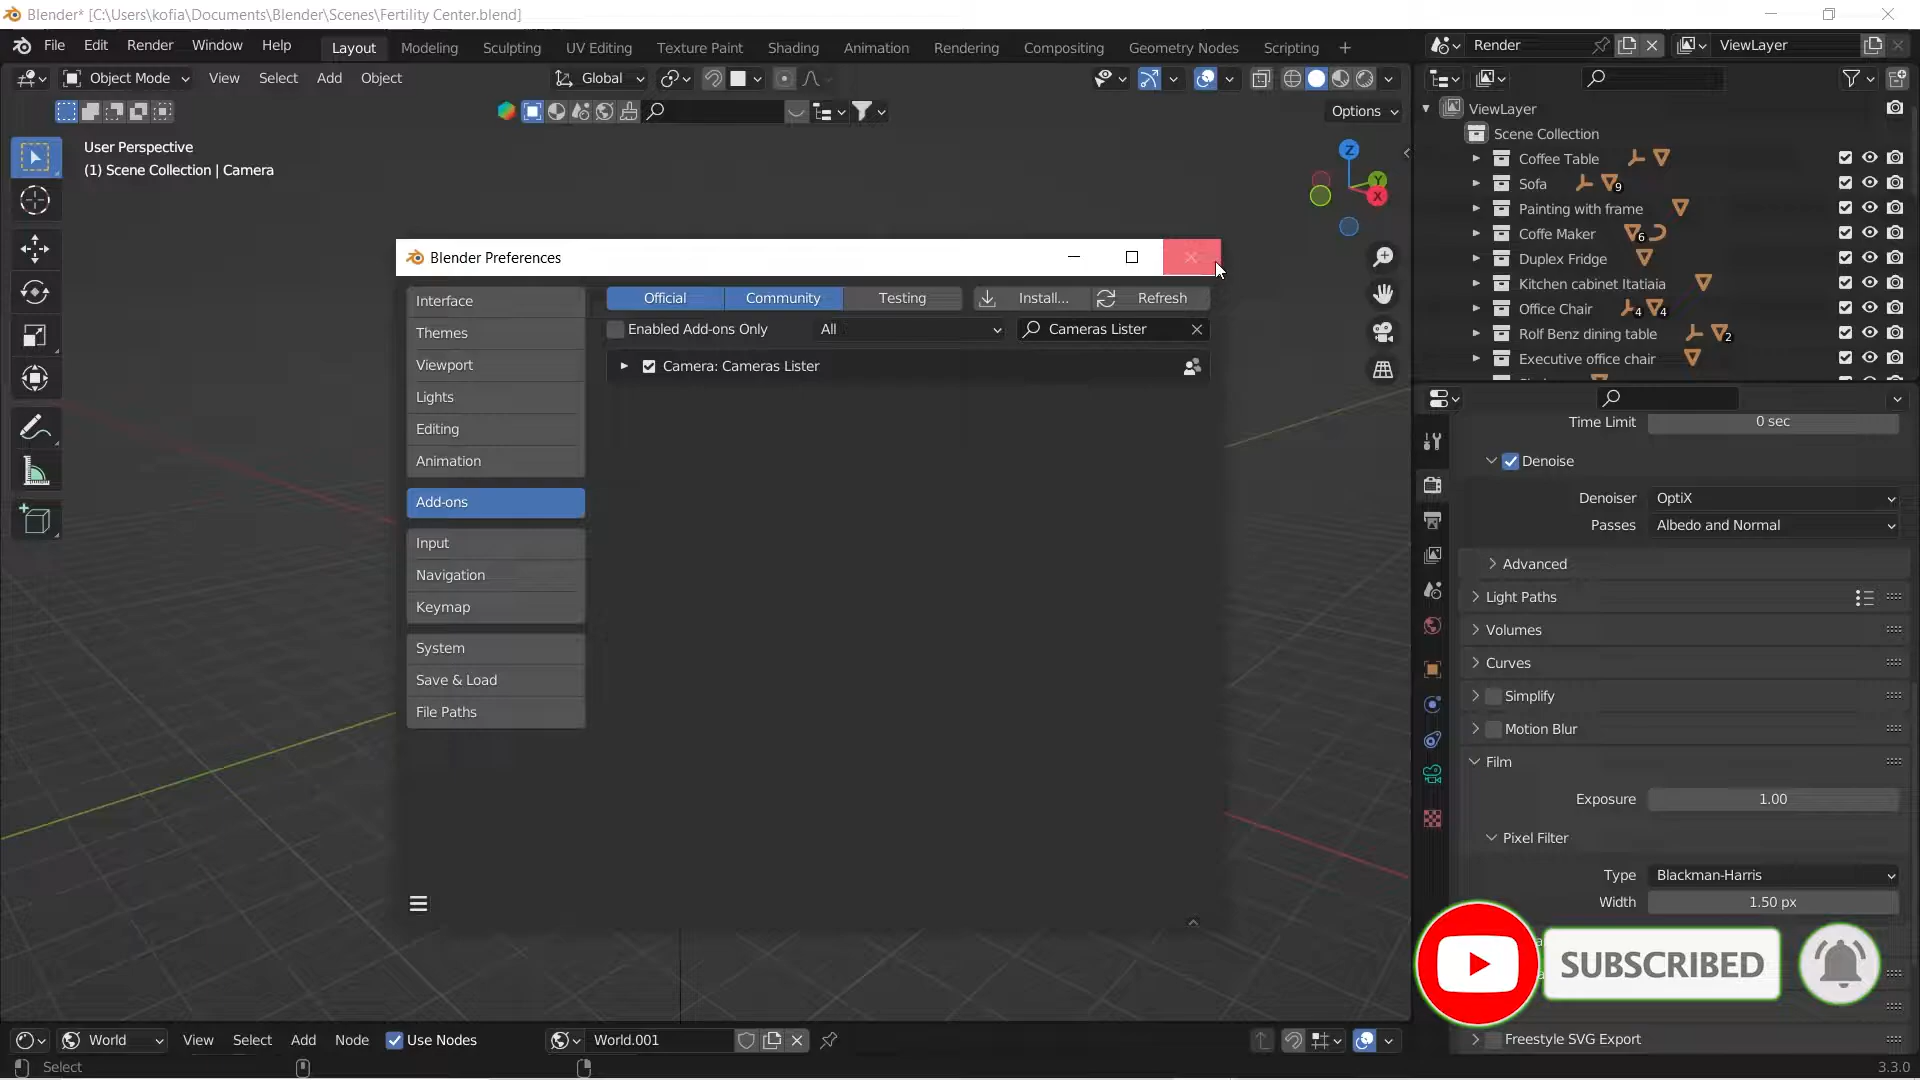 Blender* [C:\Users\kofia\Documents\Blender\Scenes\Fertility Center.blend]
File Edit Render Window Help Layout Modeling Sculpting UV Editing Texture Paint Shading Animation Rendering Compositing Geometry Nodes Scripting + Render ViewLayer
Object Mode View Select Add Object Global
Options
User Perspective
(1) Scene Collection | Camera
Z
Y
X
ViewLayer
Scene Collection
Coffee Table
Sofa 9
Painting with frame
Coffe Maker 6
Duplex Fridge
Kitchen cabinet Itatiaia
Office Chair 4 4
Rolf Benz dining table 2
Executive office chair
Blender Preferences
Interface
Themes
Viewport
Lights
Editing
Animation
Add-ons
Input
Navigation
Keymap
System
Save & Load
File Paths
Official Community Testing Install... Refresh
Enabled Add-ons Only All Cameras Lister
Camera: Cameras Lister
Time Limit 0 sec
Denoise
Denoiser OptiX
Passes Albedo and Normal
Advanced
Light Paths
Volumes
Curves
Simplify
Motion Blur
Film
Exposure 1.00
Pixel Filter
Type Blackman-Harris
Width 1.50 px
SUBSCRIBED
Freestyle SVG Export
World View Select Add Node Use Nodes World.001
Select
3.3.0